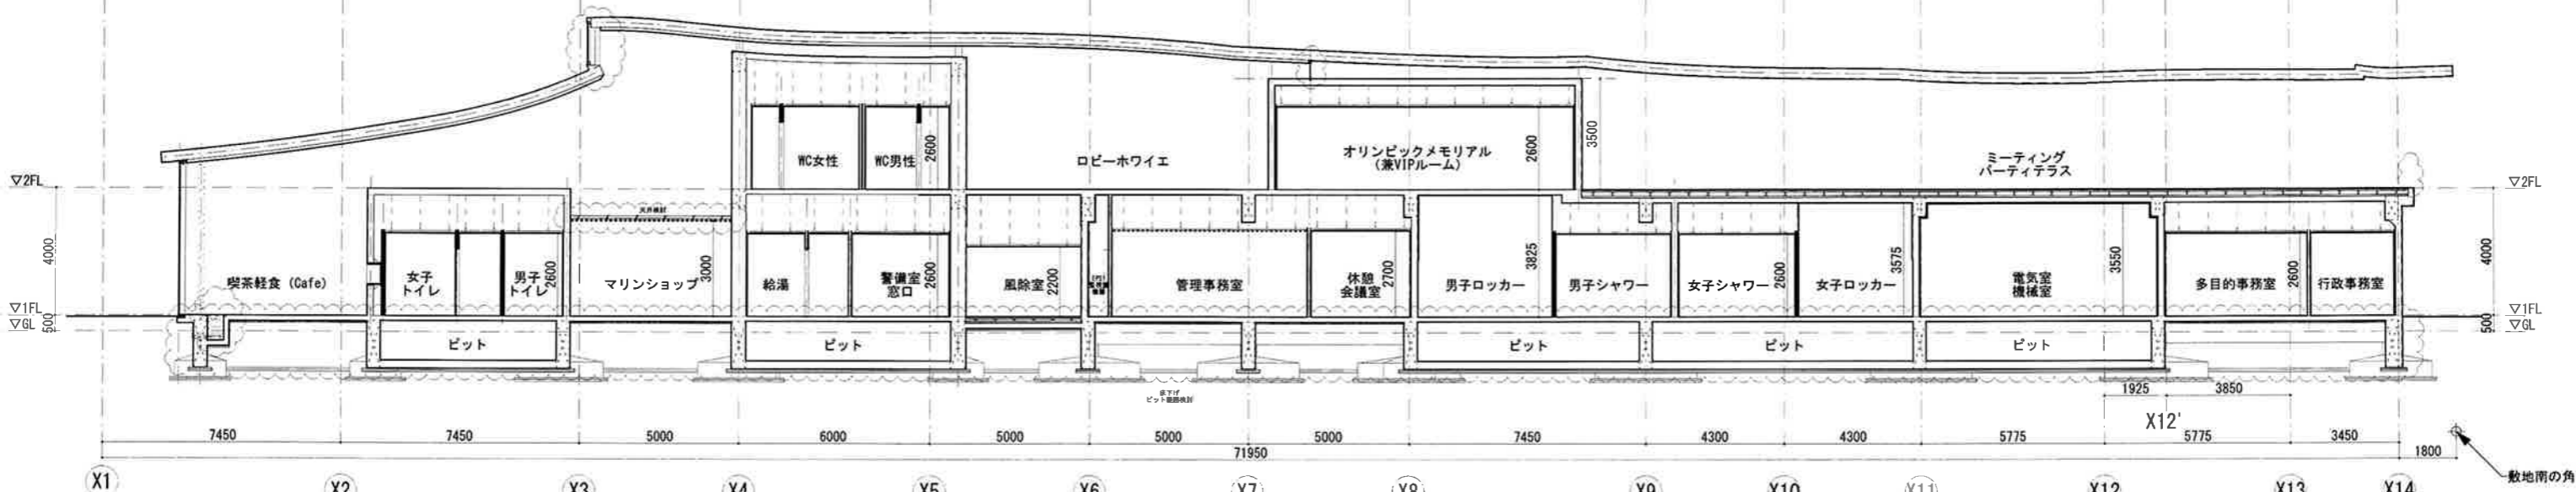 WC女性
WC男性
2600
ロビーホワイエ
オリンピックメモリアル
(兼VIPルーム)
2600
3500
ミーティング
パーティテラス
▽2FL
▽2FL
4000
喫茶軽食 (Cafe)
女子
トイレ
男子
トイレ
2600
マリンショップ
3000
給湯
警備室
窓口
2600
風除室
2200
管理事務室
休憩
会議室
2700
男子ロッカー
3825
男子シャワー
女子シャワー
2600
女子ロッカー
3575
電気室
機械室
3550
多目的事務室
2600
行政事務室
4000
▽1FL
▽GL
500
▽1FL
▽GL
500
ピット
ピット
ピット
ピット
ピット
1925
3850
X12'
7450
7450
5000
6000
5000
5000
5000
7450
4300
4300
5775
5775
3450
71950
1800
敷地南の角
X1
X2
X3
X4
X5
X6
X7
X8
X9
X10
X11
X12
X13
X14